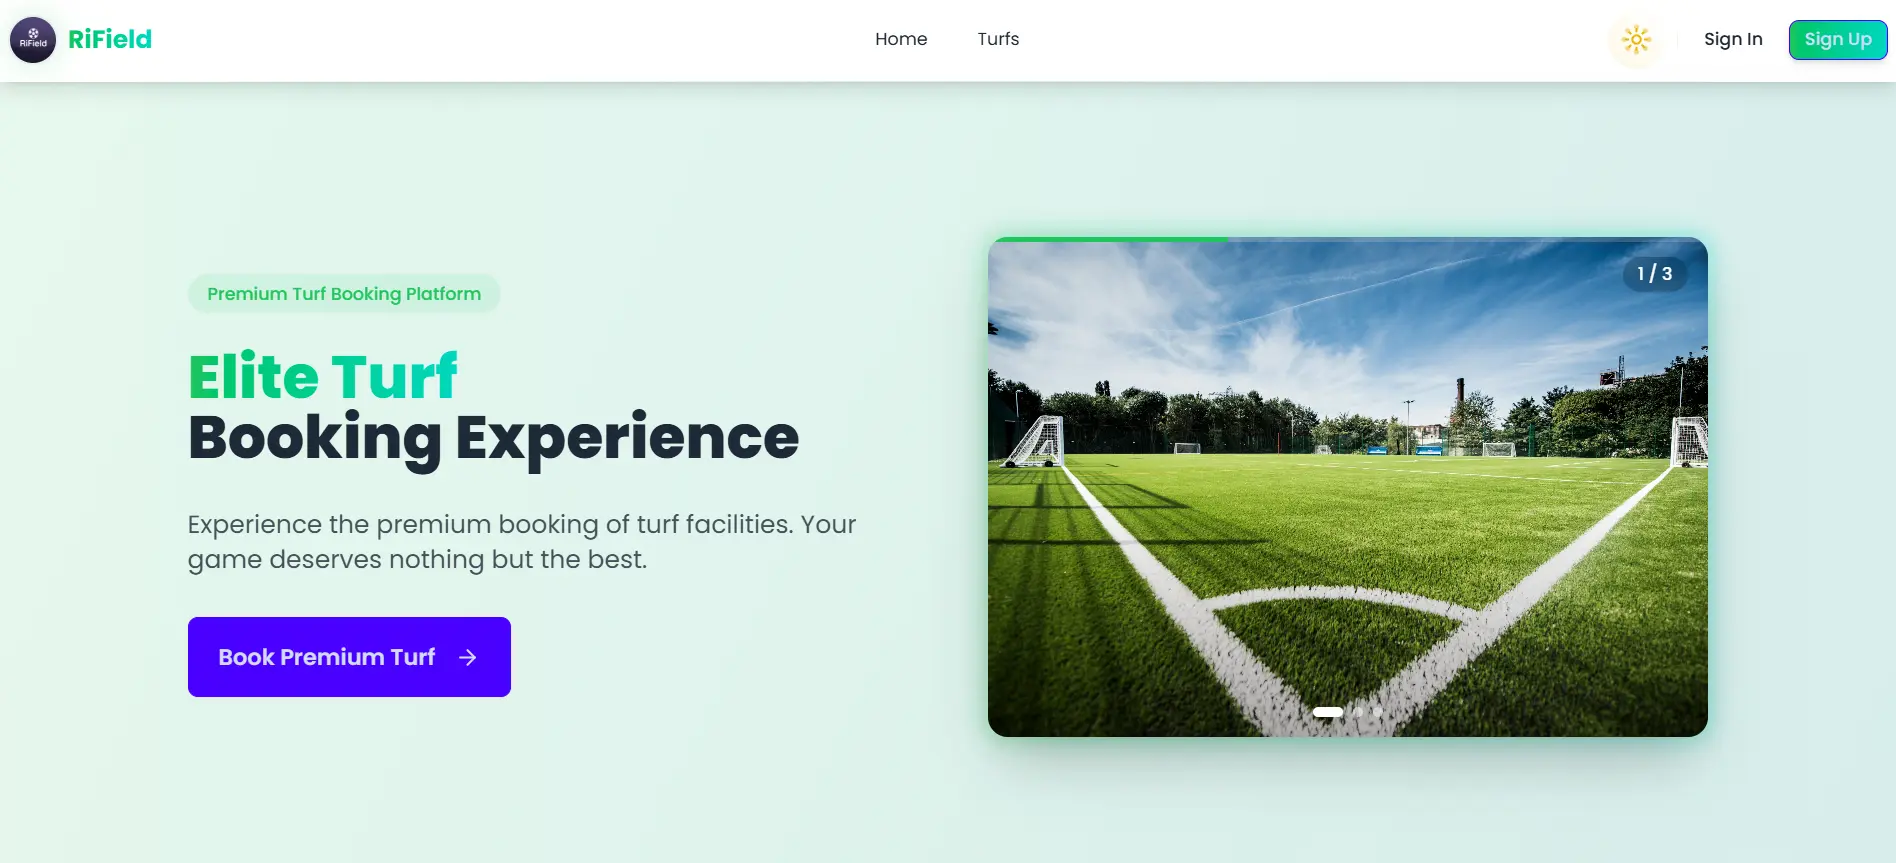 RiField
RiField
Home
Turfs
Sign In
Sign Up
Premium Turf Booking Platform
Elite Turf
Booking Experience
Experience the premium booking of turf facilities. Your
game deserves nothing but the best.
Book Premium Turf
1 / 3